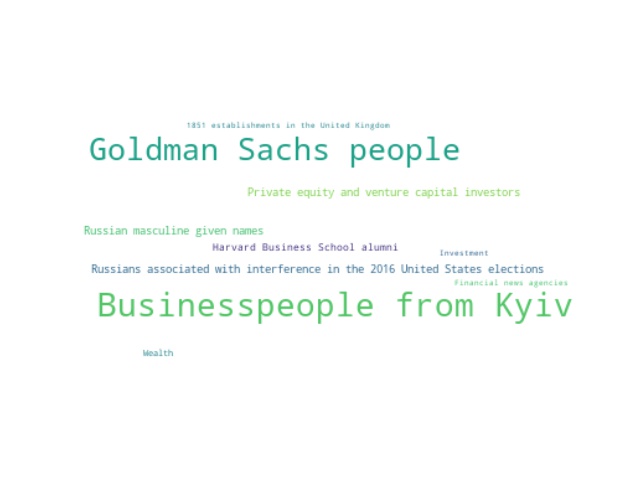 1851 establishments in the United Kingdom
Goldman Sachs people
Private equity and venture capital investors
Russian masculine given names
Harvard Business School alumni
Investment
Russians associated with interference in the 2016 United States elections
Financial news agencies
Businesspeople from Kyiv
Wealth